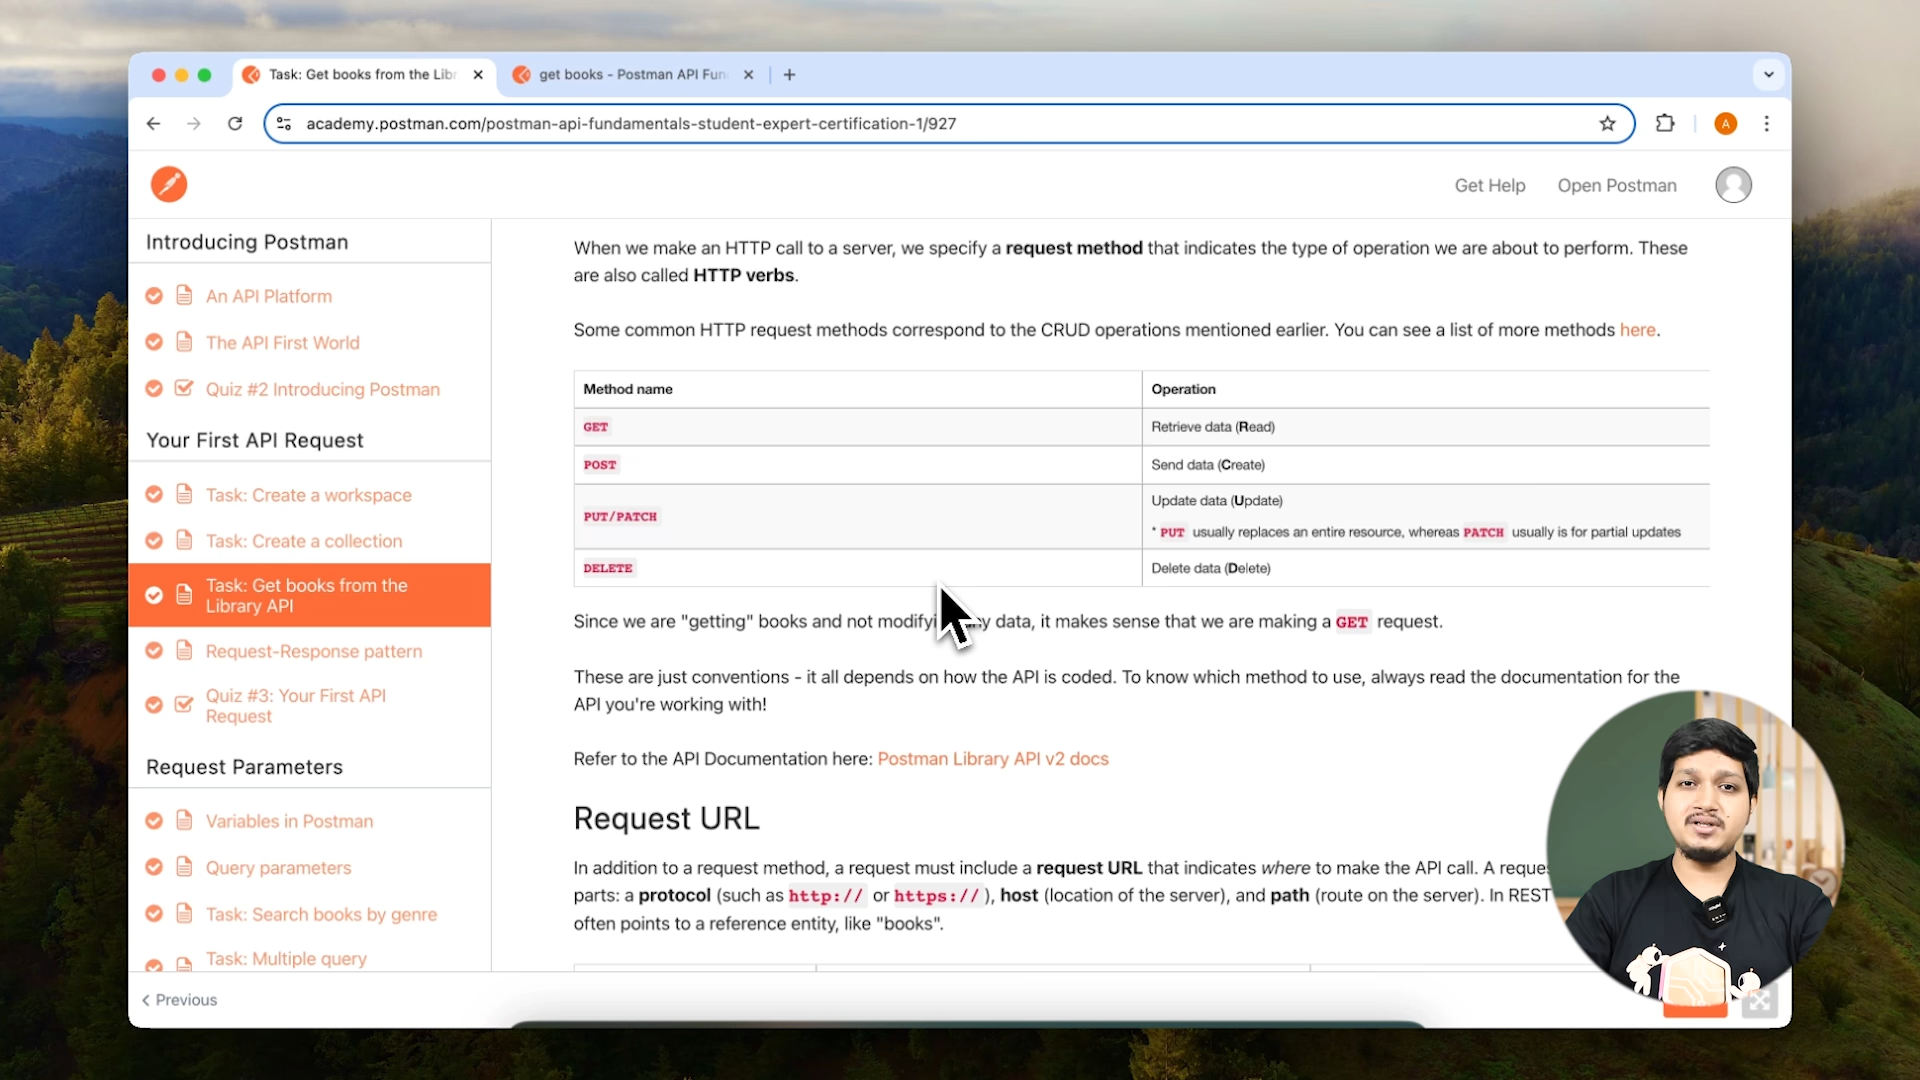 Task: Get books from the Libr
get books - Postman API Fun
academy.postman.com/postman-api-fundamentals-student-expert-certification-1/927
A
Get Help
Open Postman
Introducing Postman
An API Platform
The API First World
Quiz #2 Introducing Postman
Your First API Request
Task: Create a workspace
Task: Create a collection
Task: Get books from the
Library API
Request-Response pattern
Quiz #3: Your First API
Request
Request Parameters
Variables in Postman
Query parameters
Task: Search books by genre
Task: Multiple query
Previous
When we make an HTTP call to a server, we specify a request method that indicates the type of operation we are about to perform. These
are also called HTTP verbs.
Some common HTTP request methods correspond to the CRUD operations mentioned earlier. You can see a list of more methods here.
Method name
Operation
GET
Retrieve data (Read)
POST
Send data (Create)
PUT/PATCH
Update data (Update)
* PUT usually replaces an entire resource, whereas PATCH usually is for partial updates
DELETE
Delete data (Delete)
Since we are "getting" books and not data, it makes sense that we are making a GET request.
These are just conventions - it all depends on how the API is coded. To know which method to use, always read the documentation for the
API you're working with!
Refer to the API Documentation here: Postman Library API v2 docs
Request URL
In addition to a request method, a request must include a request URL that indicates where to make the API call. A reque
parts: a protocol (such as http:// or https://), host (location of the server), and path (route on the server). In REST
often points to a reference entity, like "books".